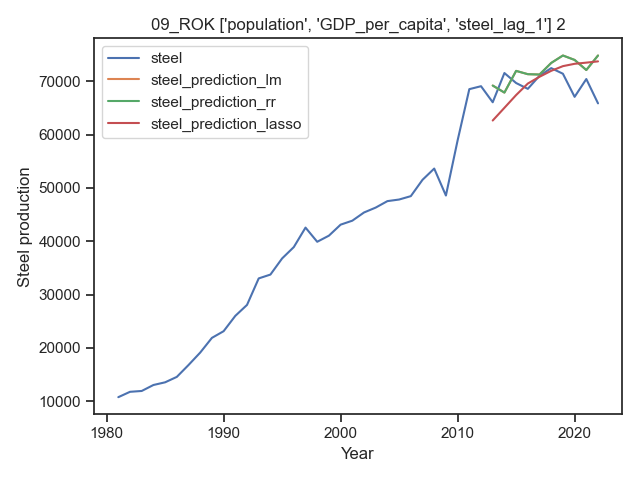 09_ROK ['population', 'GDP_per_capita', 'steel_lag_1'] 2
steel
steel_prediction_lm
steel_prediction_rr
steel_prediction_lasso
Steel production
70000
60000
50000
40000
30000
20000
10000
1980
1990
2000
2010
2020
Year